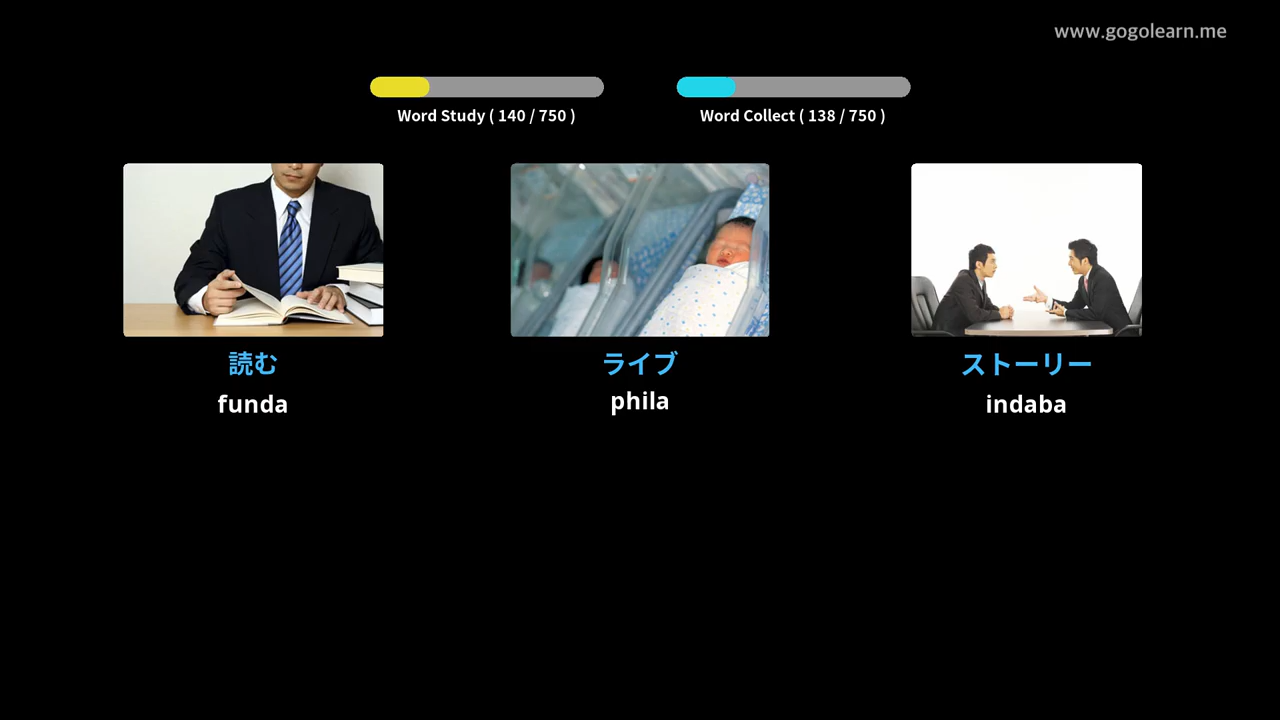 www.gogolearn.me
Word Study ( 140 / 750 )
Word Collect ( 138 / 750 )
読む
ライブ
ストーリー
funda
phila
indaba